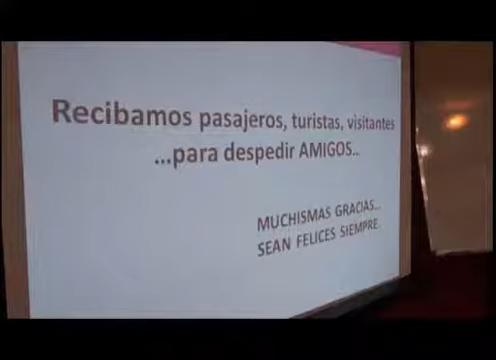 Recibamos pasajeros, turistas, visitantes
...para despedir AMIGOS..
MUCHISMAS GRACIAS...
SEAN FELICES SIEMPRE.